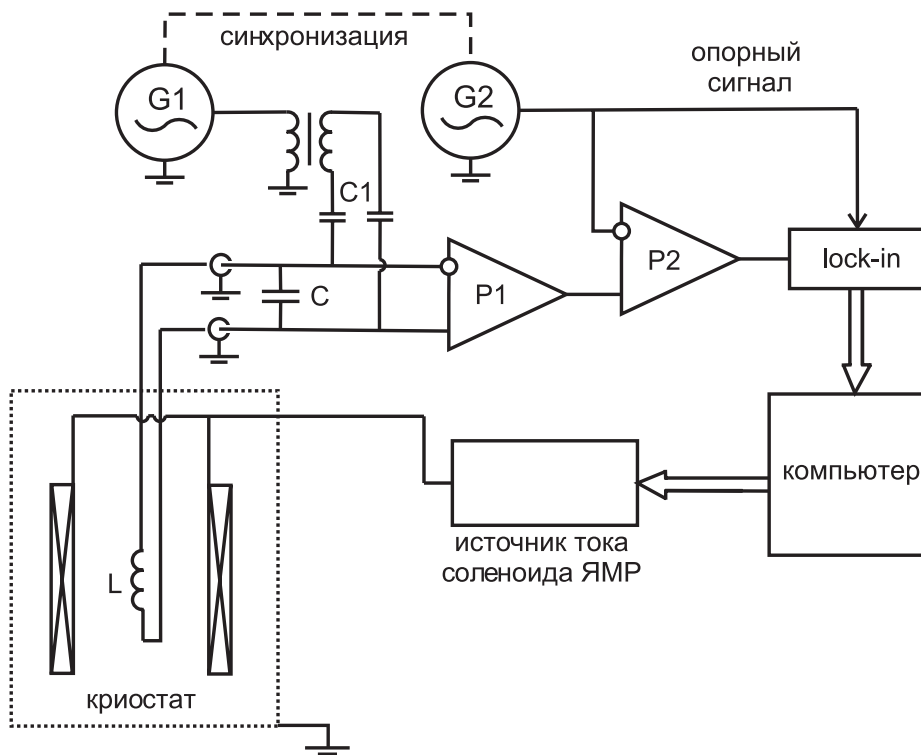 синхронизация
опорный
сигнал
G1
G2
C1
P2
lock-in
P1
C
компьютер
источник тока
соленоида ЯМР
L
криостат